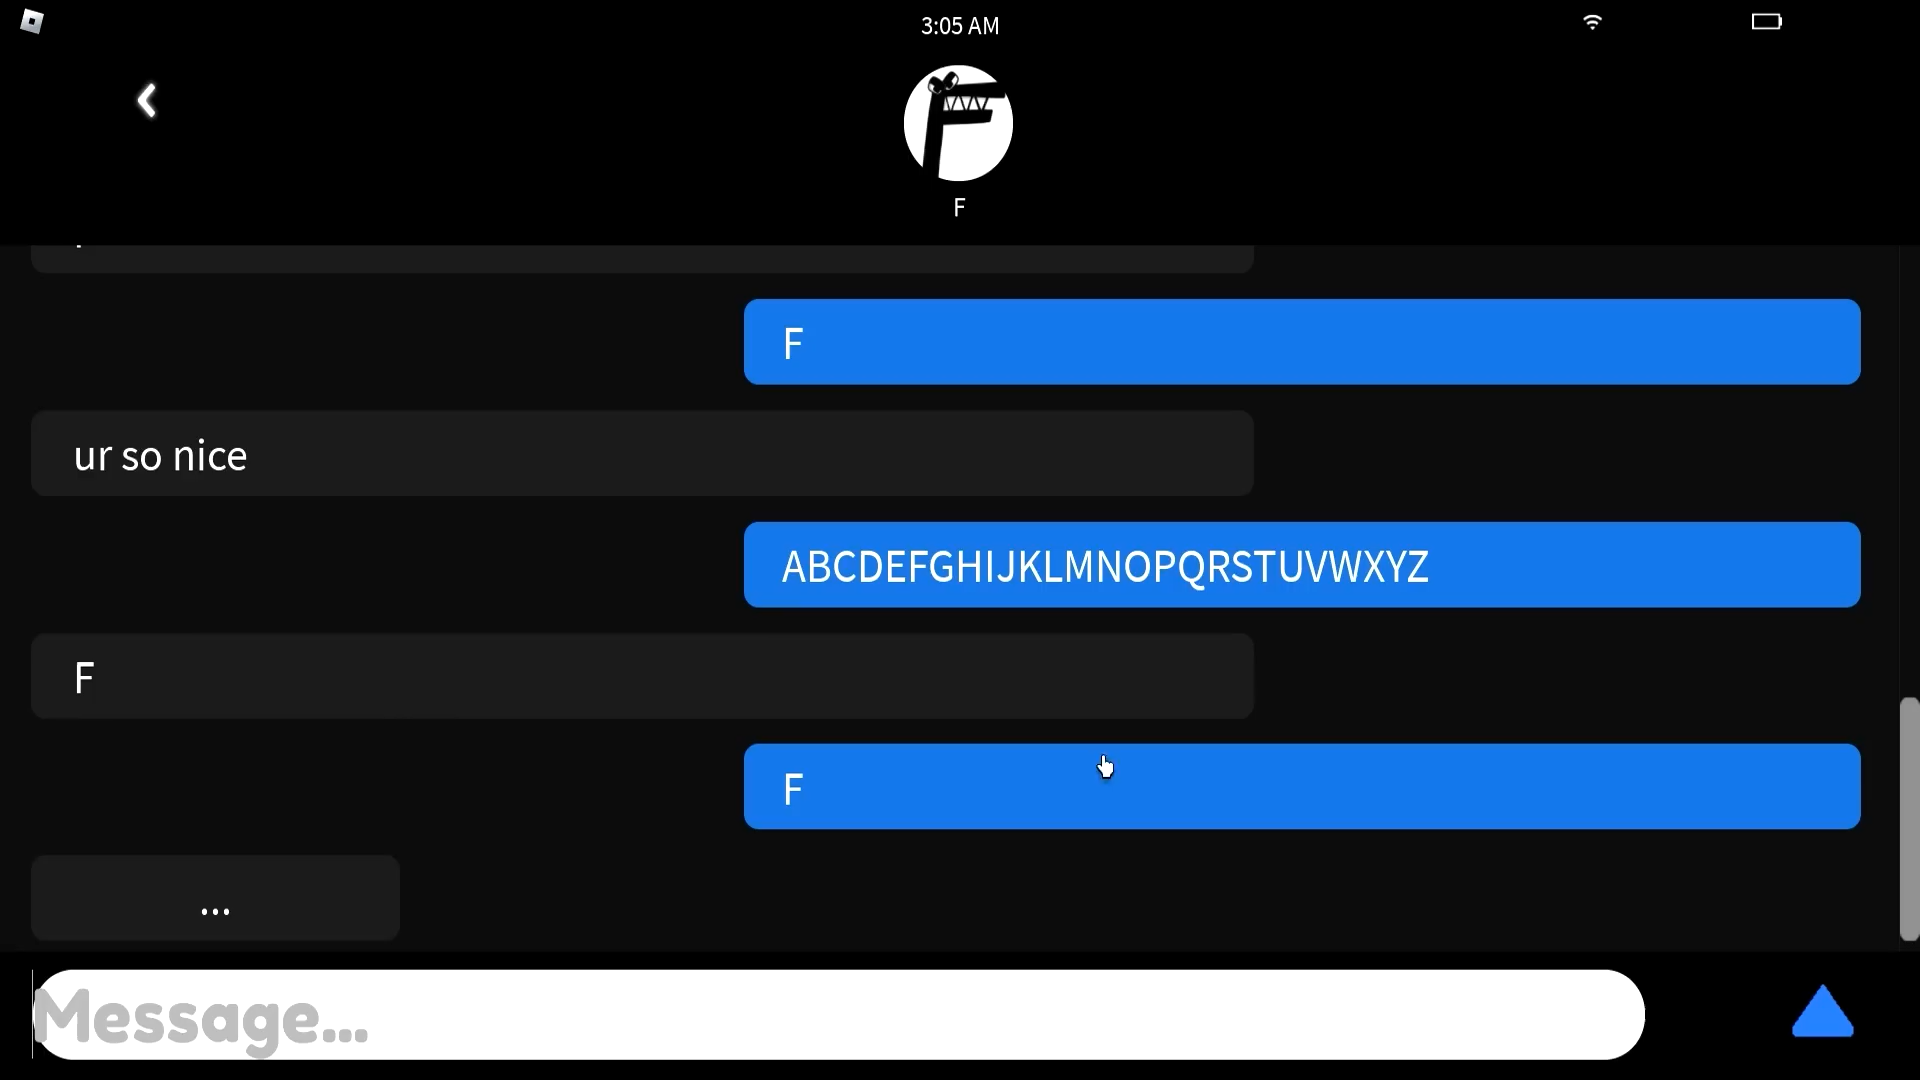 3:05 AM
F
F
ur so nice
ABCDEFGHIJKLMNOPQRSTUVWXYZ
F
F
...
Message...